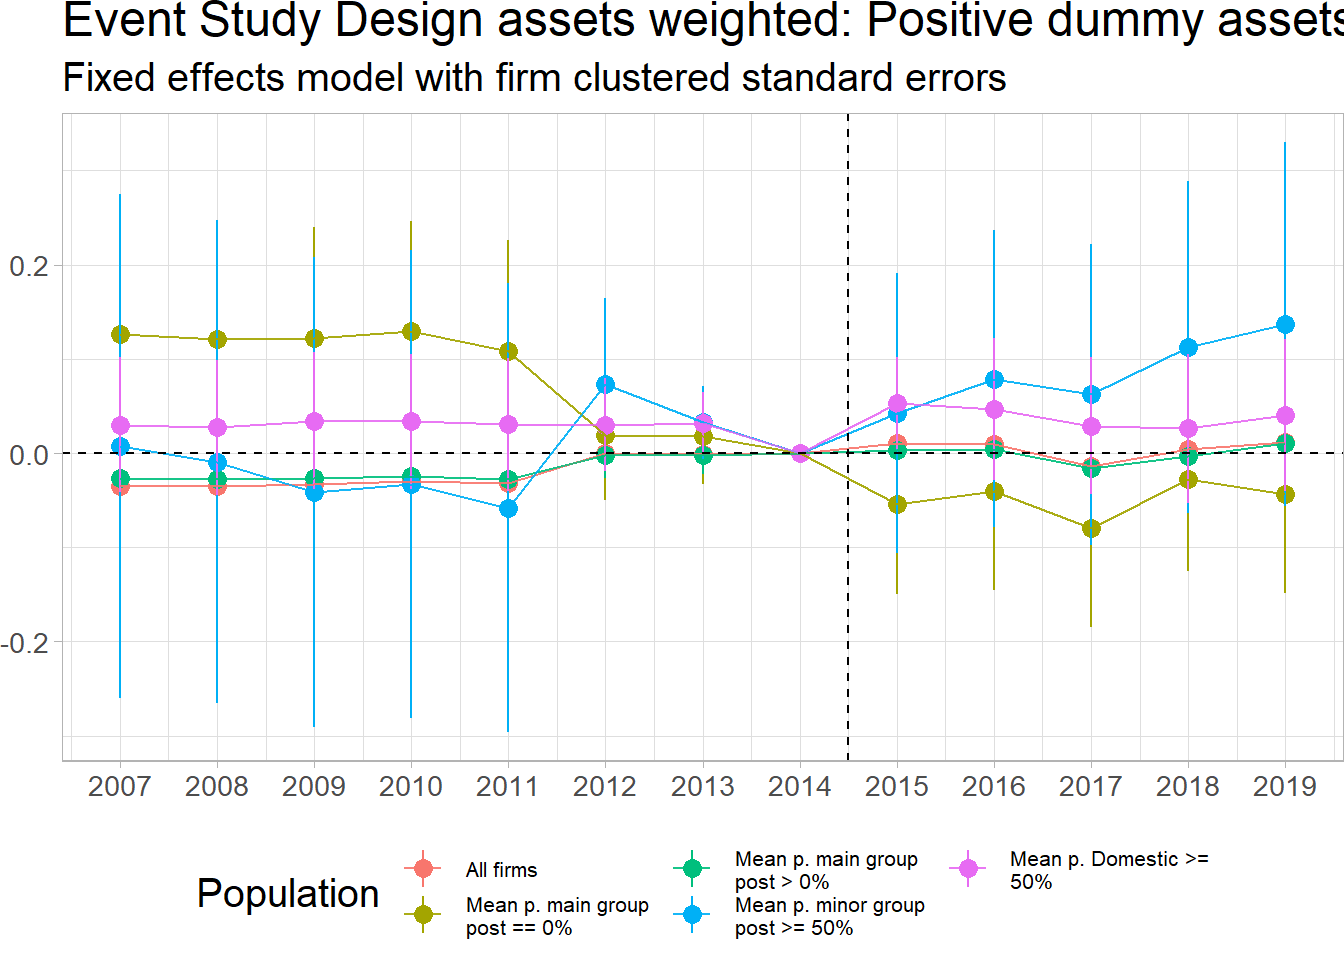 Event Study Design assets weighted: Positive dummy assets
Fixed effects model with firm clustered standard errors
0.2
0.0
-0.2
2007 2008 2009 2010 2011 2012 2013 2014 2015 2016 2017 2018 2019
Population
All firms
Mean p. main group
post == 0%
Mean p. main group
post > 0%
Mean p. minor group
post >= 50%
Mean p. Domestic >=
50%